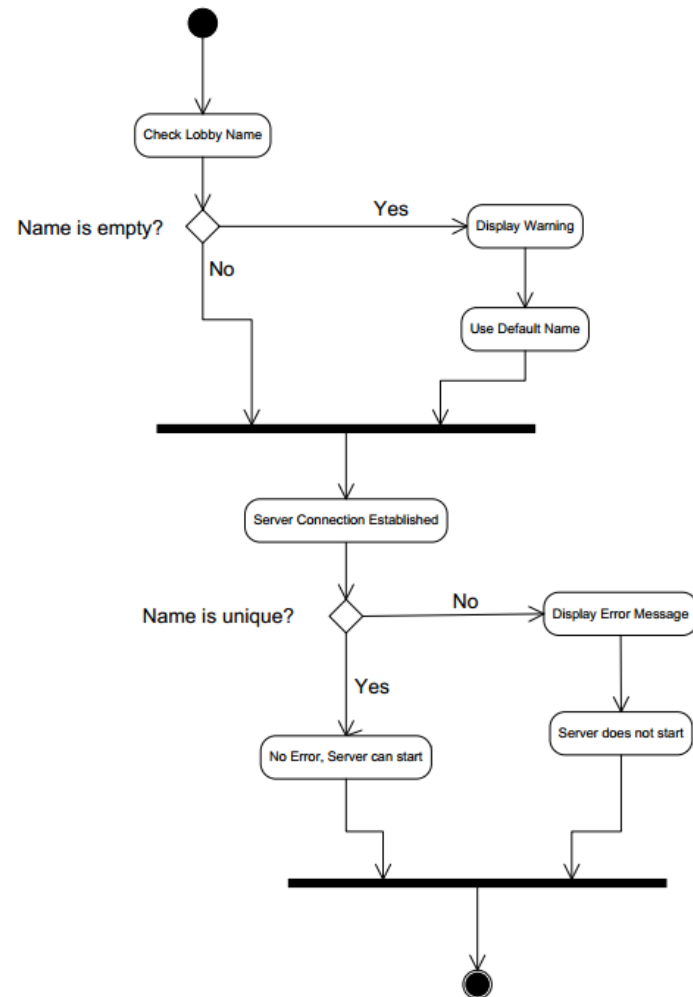 Check Lobby Name
Name is empty?
Yes
Display Warning
No
Use Default Name
Server Connection Established
Name is unique?
No
Display Error Message
Yes
Server does not start
No Error, Server can start